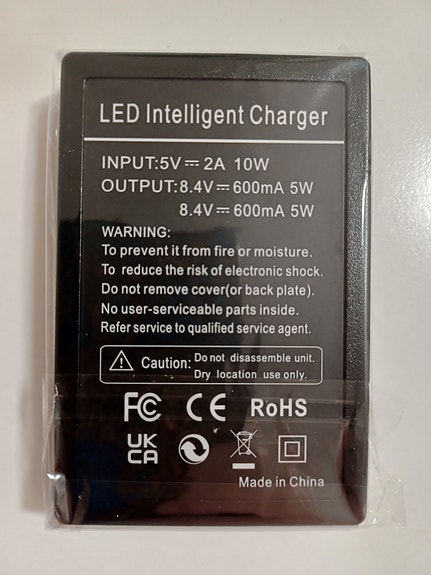 LED Intelligent Charger
INPUT:5V⎓2A 10W
OUTPUT:8.4V⎓600mA 5W
8.4V⎓600mA 5W
WARNING:
To prevent it from fire or moisture.
To reduce the risk of electronic shock.
Do not remove cover(or back plate).
No user-serviceable parts inside.
Refer service to qualified service agent.
Caution: Do not disassemble unit.
Dry location use only.
FC CE RoHS
UK
CA
Made in China